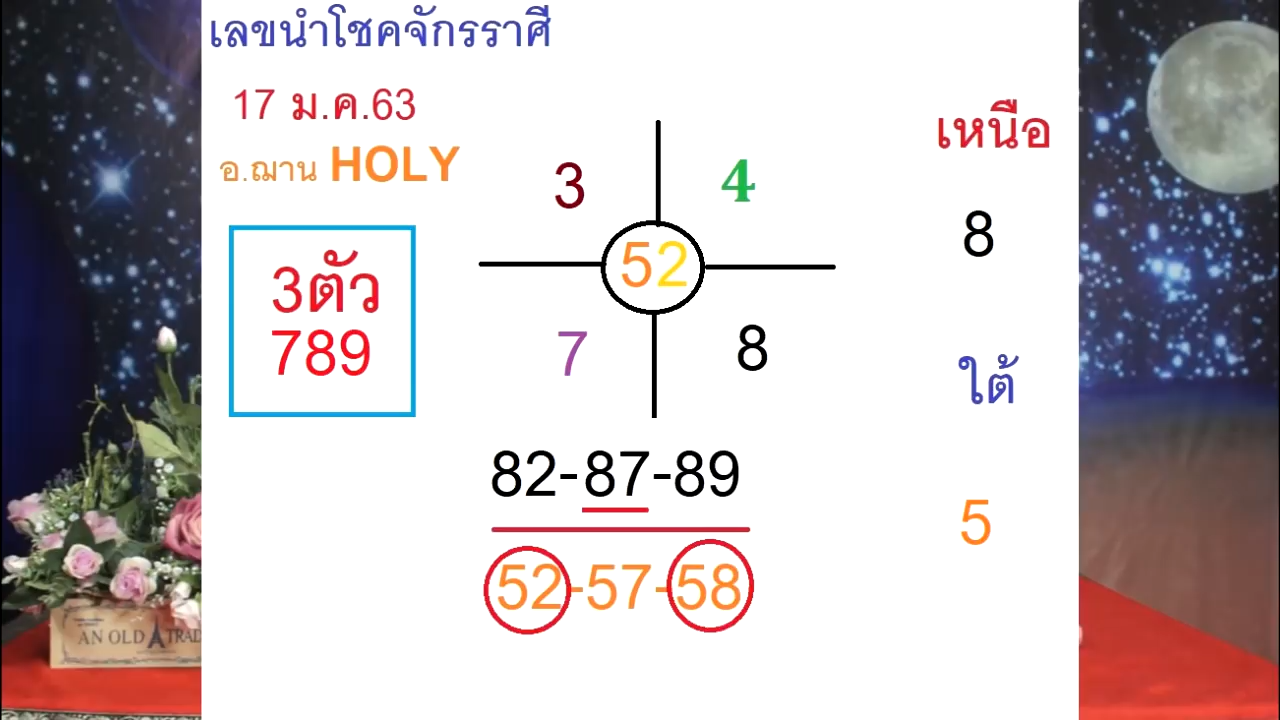 เลขนำโชคจักรราศี
17 ม.ค.63
อ.ฌาน HOLY
3ตัว
789
3
4
52
7
8
82-87-89
52-57-58
เหนือ
8
ใต้
5
AN OLD TRAD